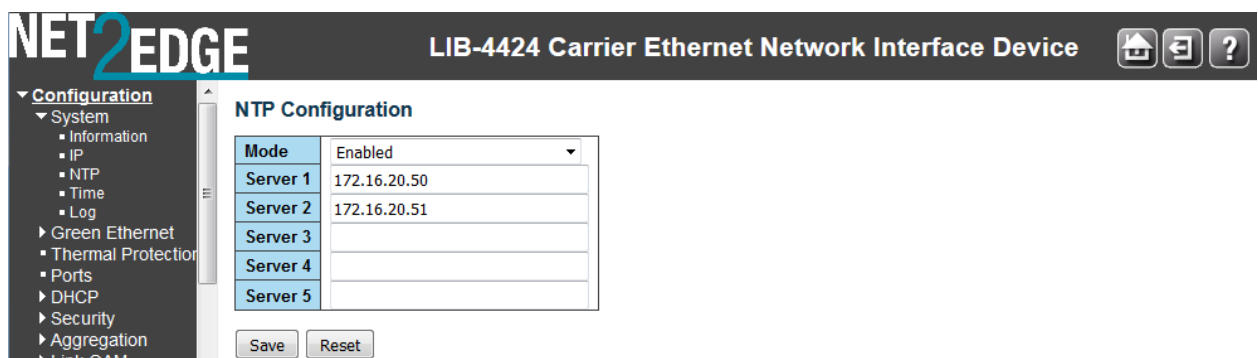 NET2EDGE
LIB-4424 Carrier Ethernet Network Interface Device
?
Configuration
System
Information
IP
NTP
Time
Log
Green Ethernet
Thermal Protection
Ports
DHCP
Security
Aggregation
Link OAM
NTP Configuration
Mode Enabled
Server 1 172.16.20.50
Server 2 172.16.20.51
Server 3
Server 4
Server 5
Save Reset